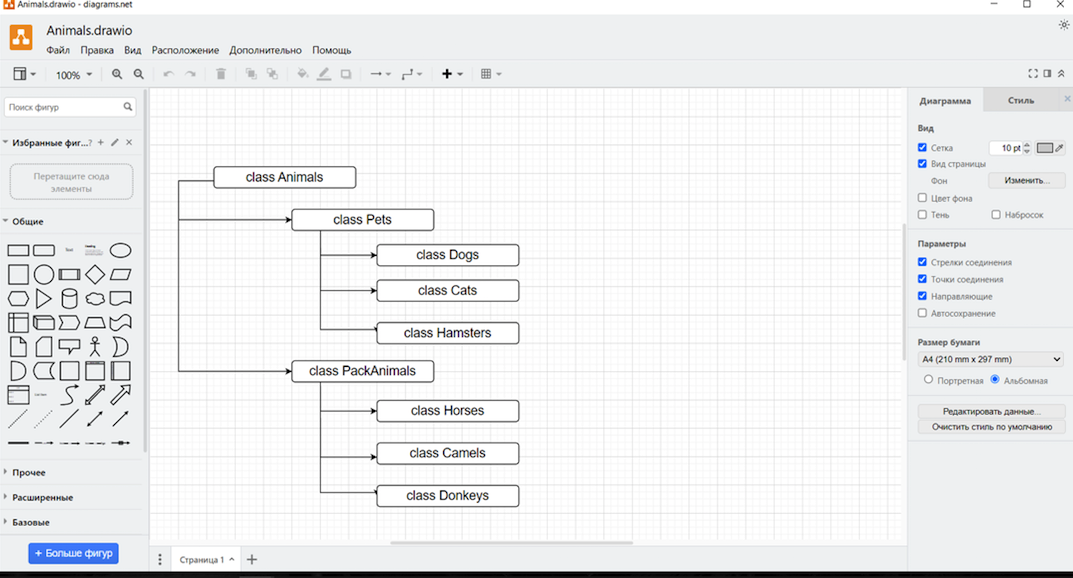 Animals.drawio - diagrams.net
Animals.drawio
Файл Правка Вид Расположение Дополнительно Помощь
100%
Поиск фигур
Избранные фиг...?
Перетащите сюда
элементы
Общие
Text
Heading
Прочее
Расширенные
Базовые
+ Больше фигур
class Animals
class Pets
class Dogs
class Cats
class Hamsters
class PackAnimals
class Horses
class Camels
class Donkeys
Страница 1
Диаграмма Стиль
Вид
Сетка 10 pt
Вид страницы
Фон Изменить...
Цвет фона
Тень Набросок
Параметры
Стрелки соединения
Точки соединения
Направляющие
Автосохранение
Размер бумаги
A4 (210 mm x 297 mm)
Портретная Альбомная
Редактировать данные...
Очистить стиль по умолчанию